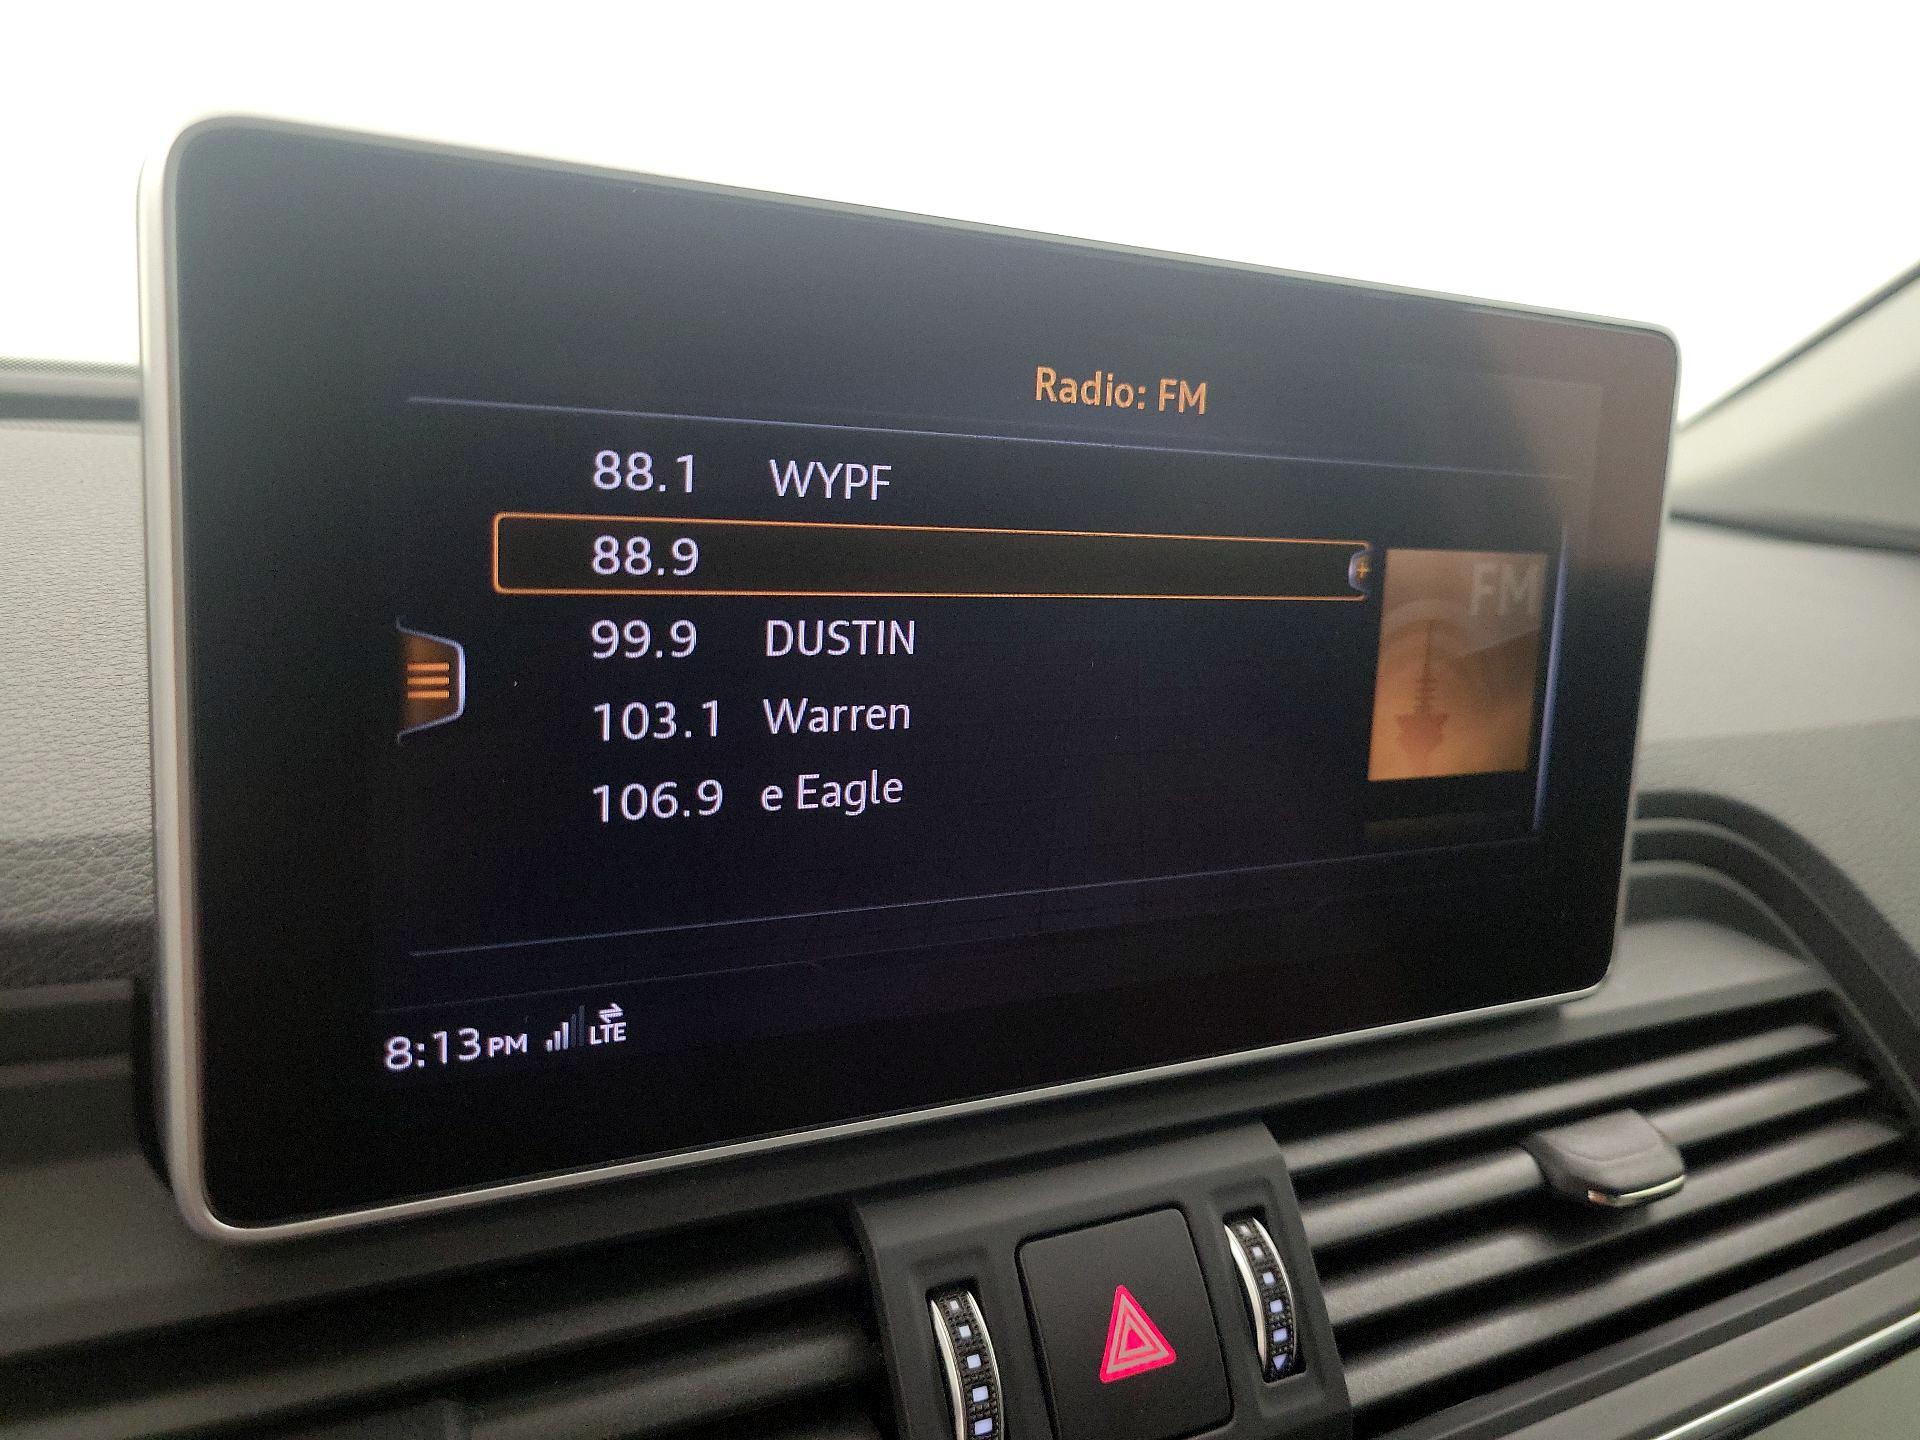 Radio: FM
88.1 WYPF
88.9
FM
99.9 DUSTIN
103.1 Warren
106.9 e Eagle
8:13 PM LTE